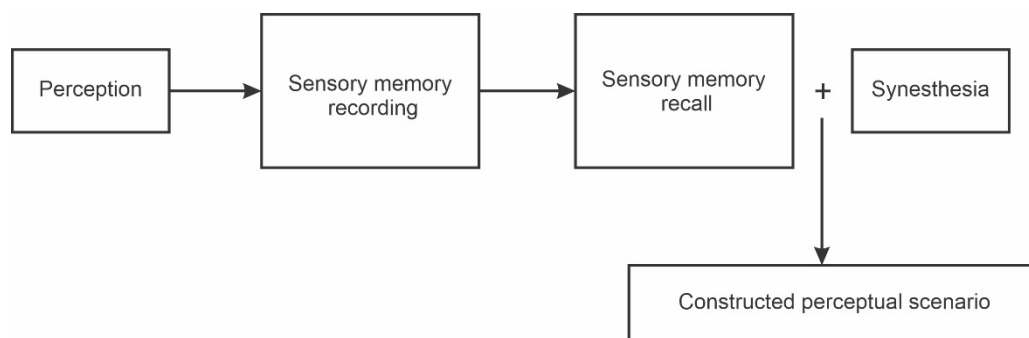 Perception
Sensory memory
recording
Sensory memory
recall
+
Synesthesia
Constructed perceptual scenario